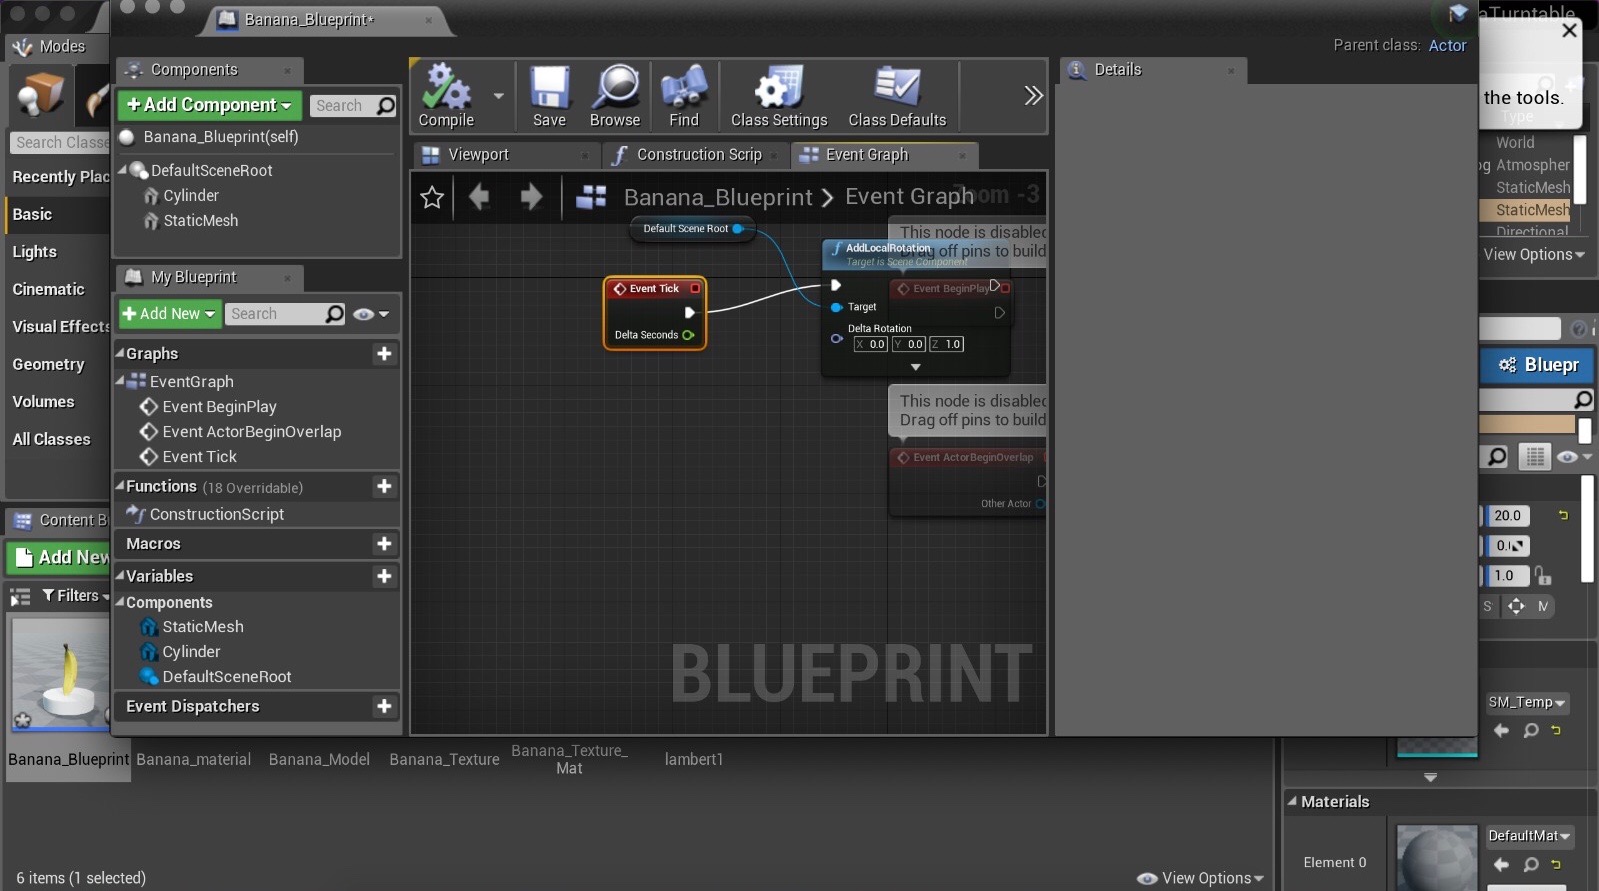 Banana_Blueprint*
aTurntable
Modes
Parent class: Actor
Components
Details
+Add Component
Search
the tools.
Compile
Save
Browse
Find
Class Settings
Class Defaults
Type
Banana_Blueprint(self)
Search Classe
World
Viewport
Construction Scrip
Event Graph
Atmospher
DefaultSceneRoot
Recently Plac
StaticMesh
Cylinder
Banana_Blueprint > Event Graph
Zoom -3
StaticMesh
Basic
StaticMesh
Default Scene Root
This node is disabled
Directional
AddLocalRotation
Drag off pins to build
Lights
Target is Scene Component
View Options
My Blueprint
Cinematic
Event Tick
Event BeginPlay
Add New
Search
Target
Visual Effects
Delta Seconds
Delta Rotation
X 0.0 Y 0.0 Z 1.0
Graphs
Geometry
Bluepr
EventGraph
Volumes
Event BeginPlay
This node is disabled
Drag off pins to build
Event ActorBeginOverlap
All Classes
Event Tick
Event ActorBeginOverlap
Functions (18 Overridable)
Other Actor
ConstructionScript
20.0
Content B
Macros
0.
Add New
Variables
1.0
Filters
Components
S
M
StaticMesh
Cylinder
BLUEPRINT
DefaultSceneRoot
Event Dispatchers
SM_Temp
Banana_Blueprint
Banana_material
Banana_Model
Banana_Texture
Banana_Texture_
Mat
lambert1
Materials
DefaultMat
Element 0
6 items (1 selected)
View Options